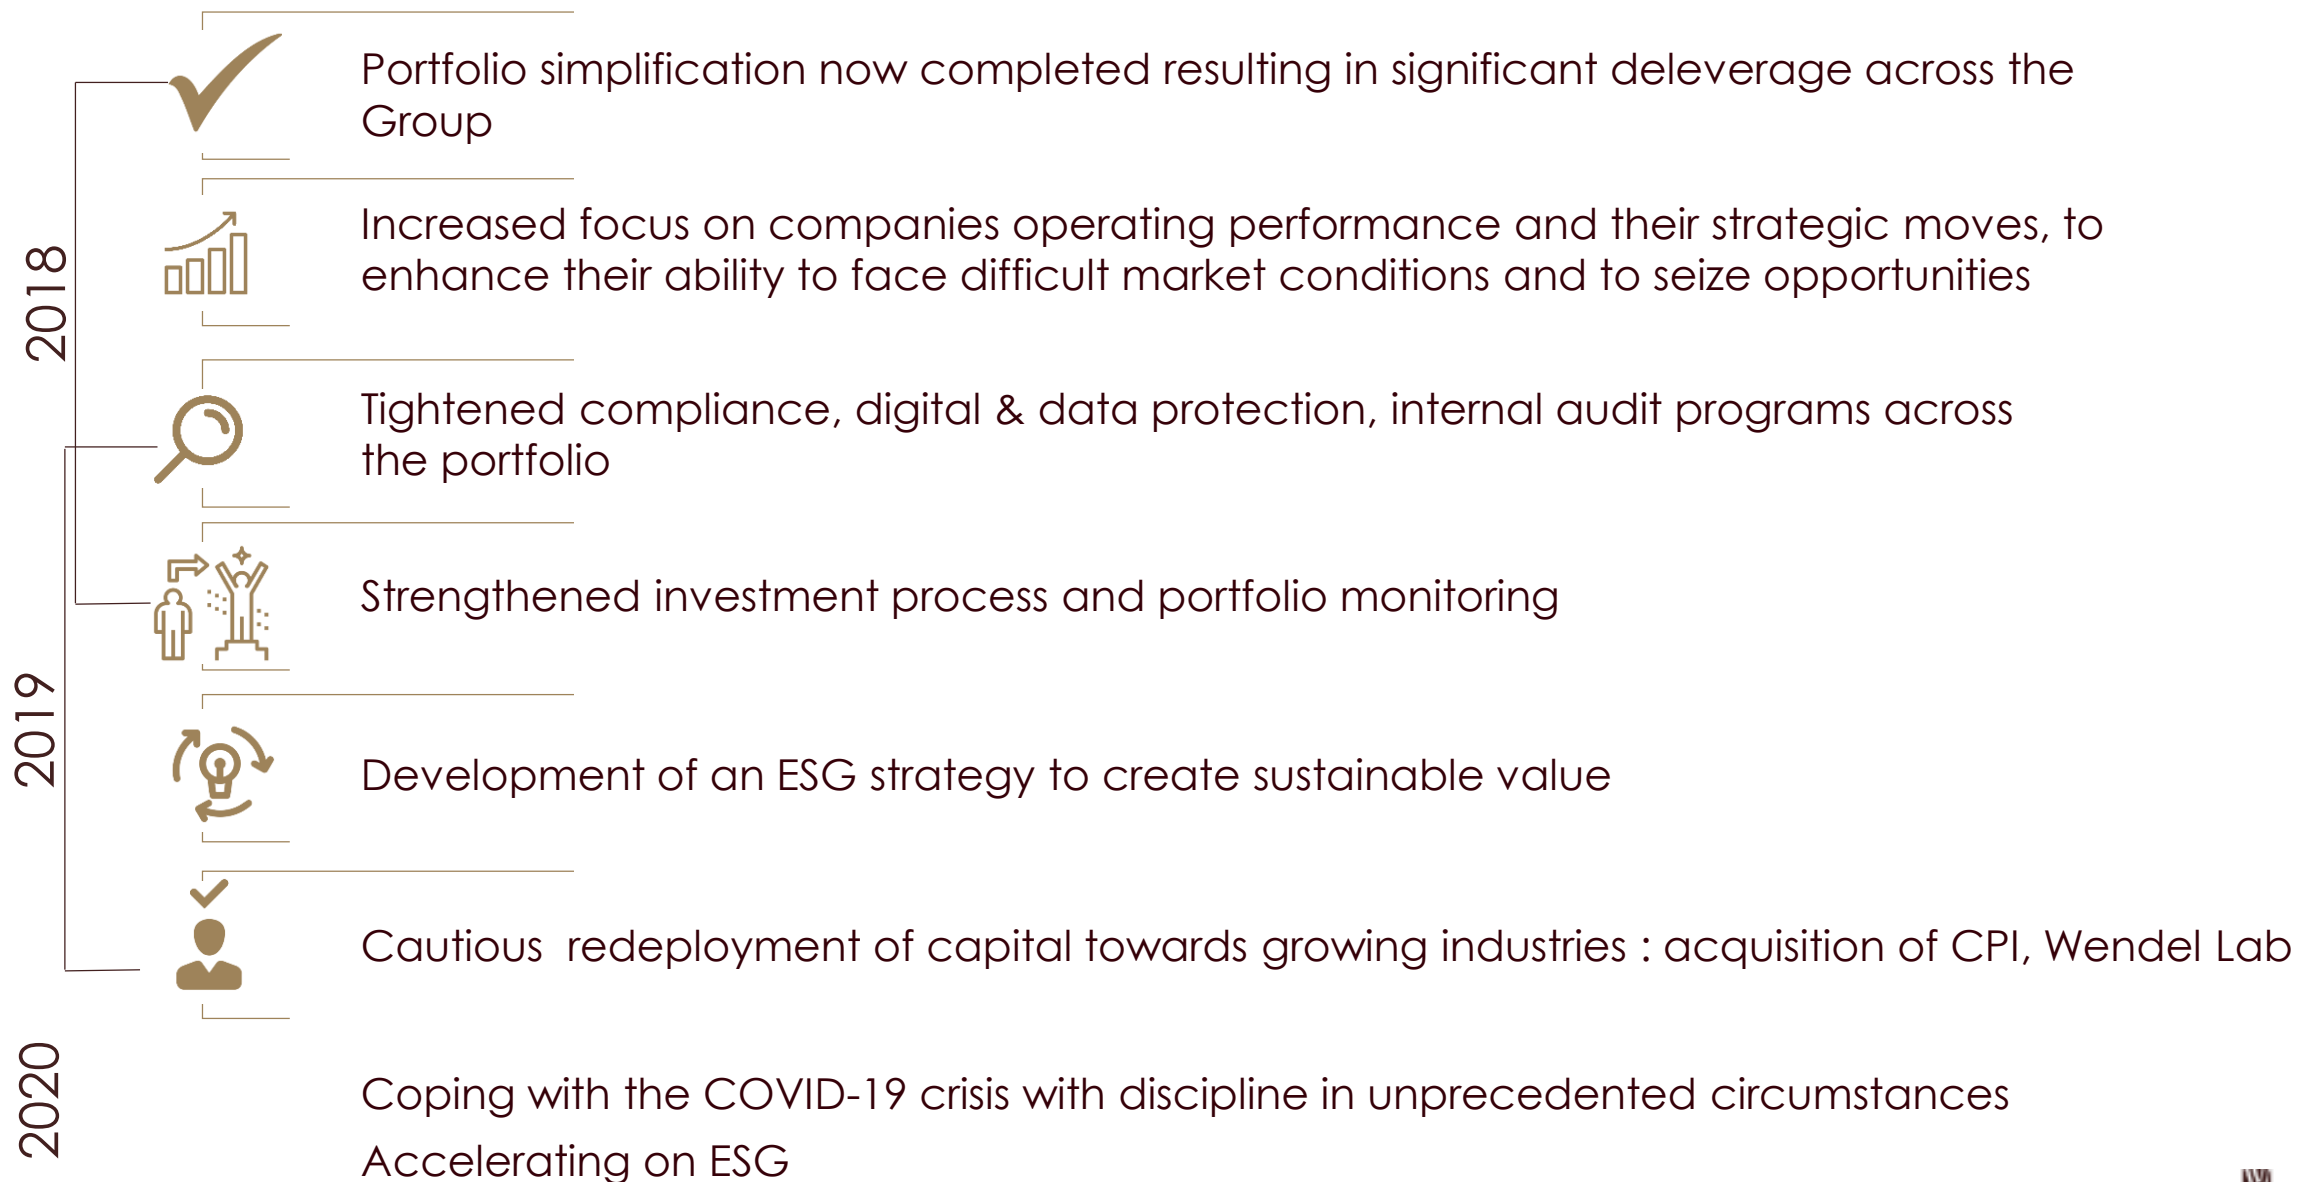 2018
Portfolio simplification now completed resulting in significant deleverage across the
Group
Increased focus on companies operating performance and their strategic moves, to
enhance their ability to face difficult market conditions and to seize opportunities
Tightened compliance, digital & data protection, internal audit programs across
the portfolio
Strengthened investment process and portfolio monitoring
2019
Development of an ESG strategy to create sustainable value
Cautious  redeployment of capital towards growing industries : acquisition of CPI, Wendel Lab
2020
Coping with the COVID-19 crisis with discipline in unprecedented circumstances
Accelerating on ESG